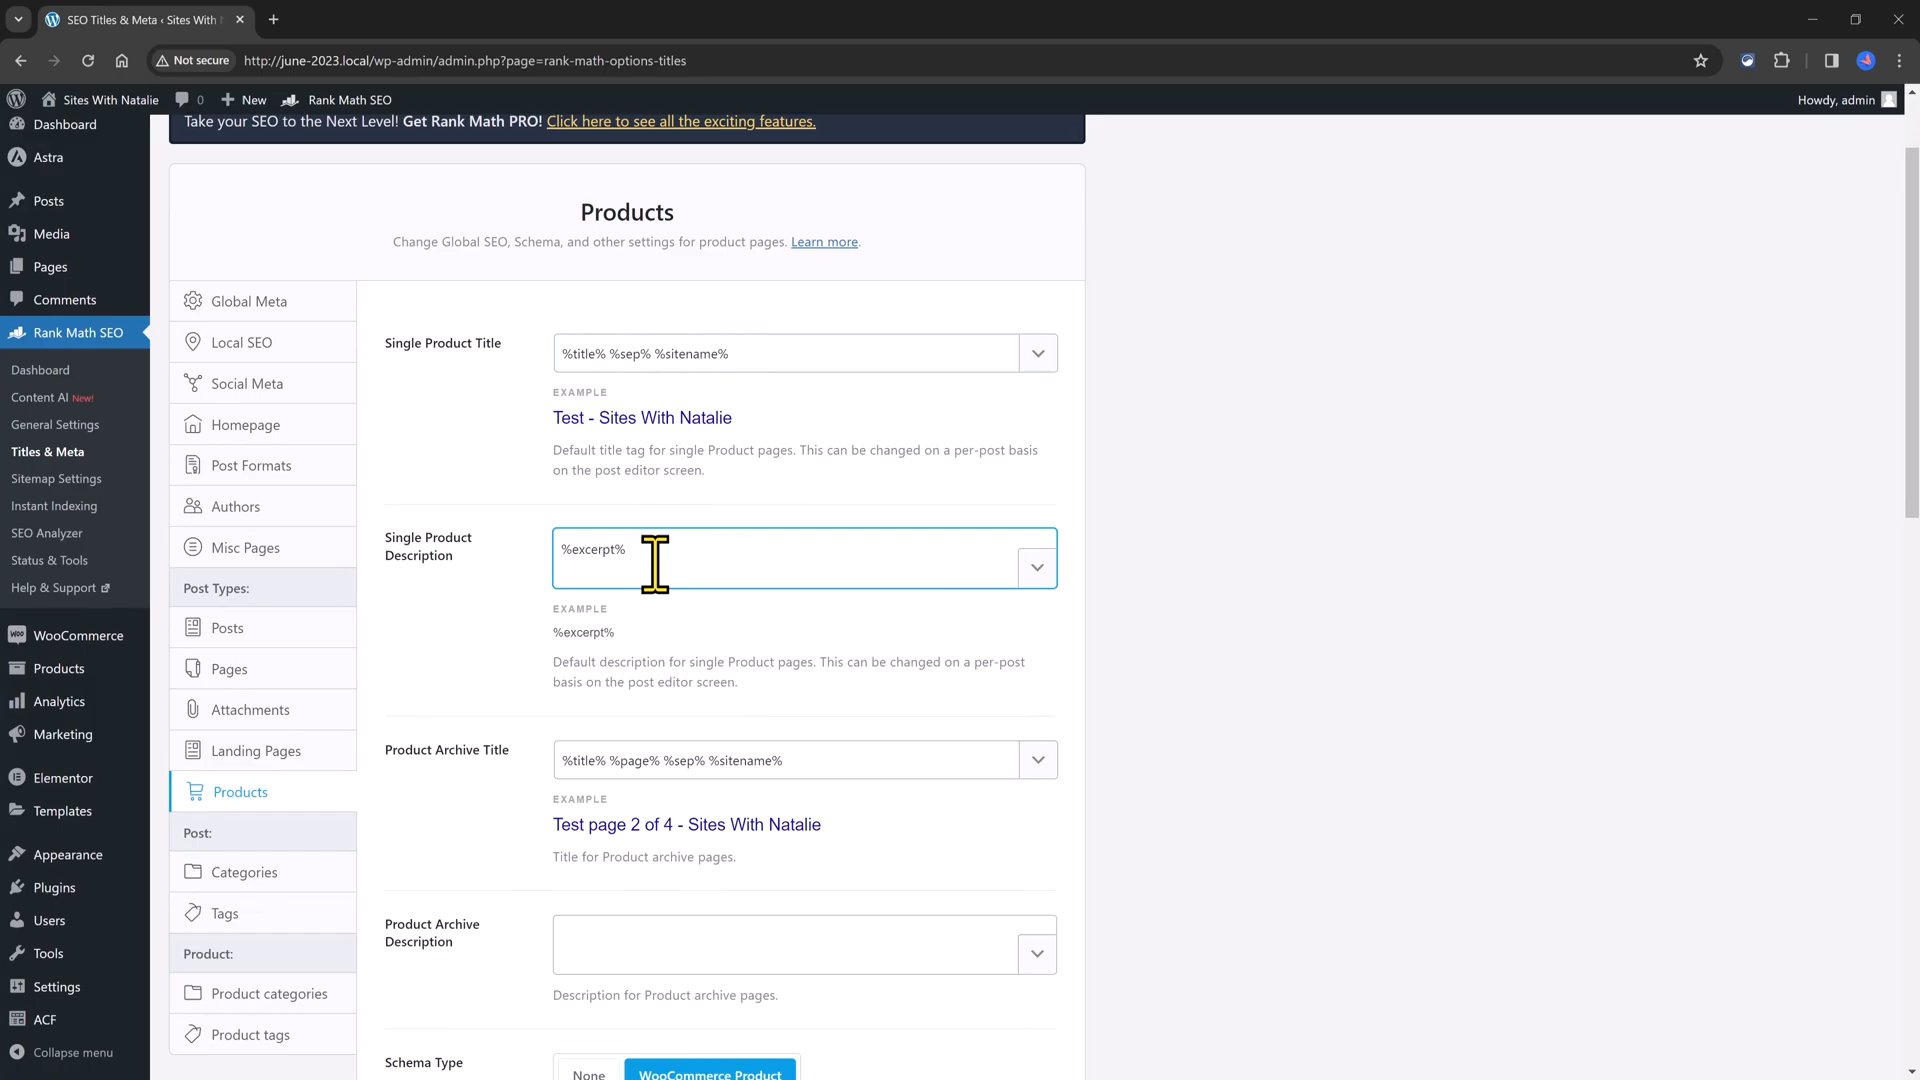 SEO Titles & Meta ‹ Sites With
Not secure
http://june-2023.local/wp-admin/admin.php?page=rank-math-options-titles
Sites With Natalie
0
New
Rank Math SEO
Howdy, admin
Dashboard
Astra
Posts
Media
Pages
Comments
Rank Math SEO
Dashboard
Content AI New!
General Settings
Titles & Meta
Sitemap Settings
Instant Indexing
SEO Analyzer
Status & Tools
Help & Support
WooCommerce
Products
Analytics
Marketing
Elementor
Templates
Appearance
Plugins
Users
Tools
Settings
ACF
Collapse menu
Take your SEO to the Next Level! Get Rank Math PRO! Click here to see all the exciting features.
Products
Change Global SEO, Schema, and other settings for product pages. Learn more.
Global Meta
Local SEO
Social Meta
Homepage
Post Formats
Authors
Misc Pages
Post Types:
Posts
Pages
Attachments
Landing Pages
Products
Post:
Categories
Tags
Product:
Product categories
Product tags
Single Product Title
%title% %sep% %sitename%
EXAMPLE
Test - Sites With Natalie
Default title tag for single Product pages. This can be changed on a per-post basis
on the post editor screen.
Single Product
Description
%excerpt%
EXAMPLE
%excerpt%
Default description for single Product pages. This can be changed on a per-post
basis on the post editor screen.
Product Archive Title
%title% %page% %sep% %sitename%
EXAMPLE
Test page 2 of 4 - Sites With Natalie
Title for Product archive pages.
Product Archive
Description
Description for Product archive pages.
Schema Type
None
WooCommerce Product